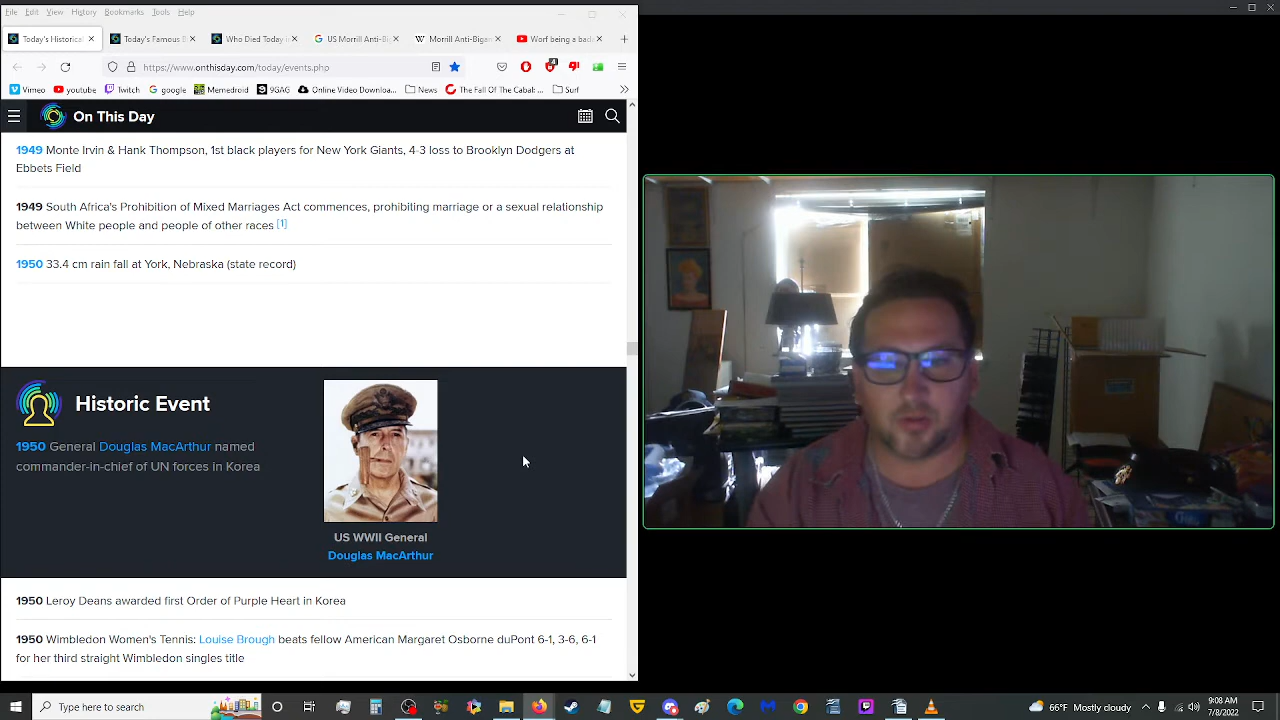 File Edit View History Bookmarks Tools Help
Today's Historica
Today's Famous B
Who Died Today i
US Morrill Anti-Bi
Morrill Anti-Bigan
Worf being a bada
https://www.onthisday.com/today/events.php
Vimeo youtube Twitch google Memedroid 9GAG Online Video Downloa... News The Fall Of The Cabal: ... Surf
On This Day
1949 Monte Irvin & Hank Thompson, 1st black players for New York Giants, 4-3 loss to Brooklyn Dodgers at
Ebbets Field
1949 South Africa's Prohibition of Mixed Marriages Act commences, prohibiting marriage or a sexual relationship
between White people and people of other races [1]
1950 33.4 cm rain fall at York, Nebraska (state record)
Historic Event
1950 General Douglas MacArthur named
commander-in-chief of UN forces in Korea
US WWII General
Douglas MacArthur
1950 Leroy Deans awarded first Order of Purple Heart in Korea
1950 Wimbledon Women's Tennis: Louise Brough beats fellow American Margaret Osborne duPont 6-1, 3-6, 6-1
for her third straight Wimbledon singles title
Type here to search
66°F Mostly cloudy
9:08 AM
7/8/2022